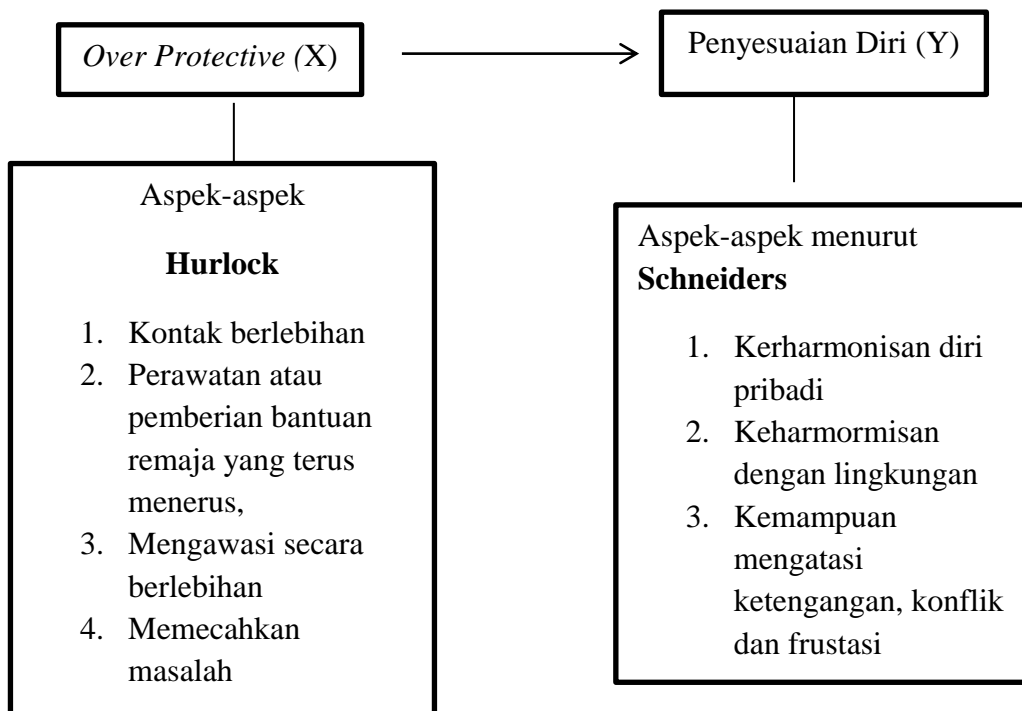 Over Protective (X)
Penyesuaian Diri (Y)
Aspek-aspek
Hurlock
1. Kontak berlebihan
2. Perawatan atau
pemberian bantuan
remaja yang terus
menerus,
3. Mengawasi secara
berlebihan
4. Memecahkan
masalah
Aspek-aspek menurut
Schneiders
1. Kerharmonisan diri
pribadi
2. Keharmormisan
dengan lingkungan
3. Kemampuan
mengatasi
ketengangan, konflik
dan frustasi